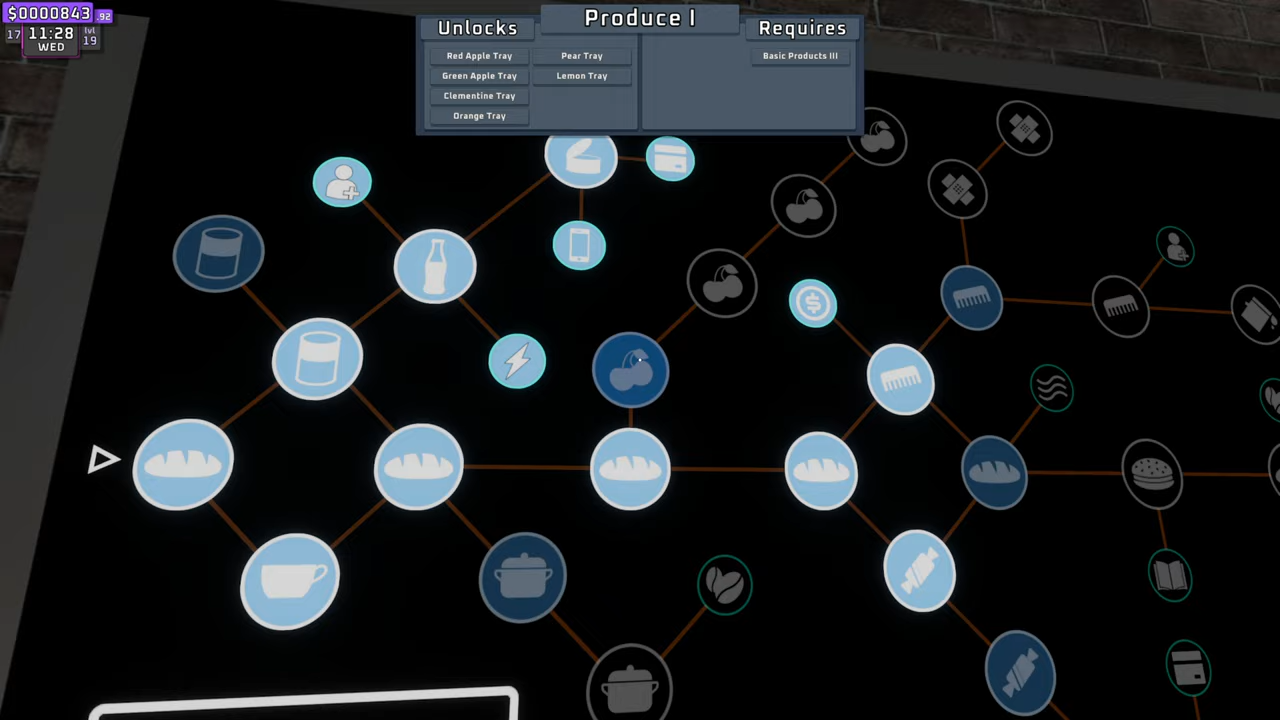 $0000843
.92
17
11:28
WED
lvl
19
Produce I
Unlocks
Requires
Red Apple Tray
Pear Tray
Basic Products III
Green Apple Tray
Lemon Tray
Clementine Tray
Orange Tray